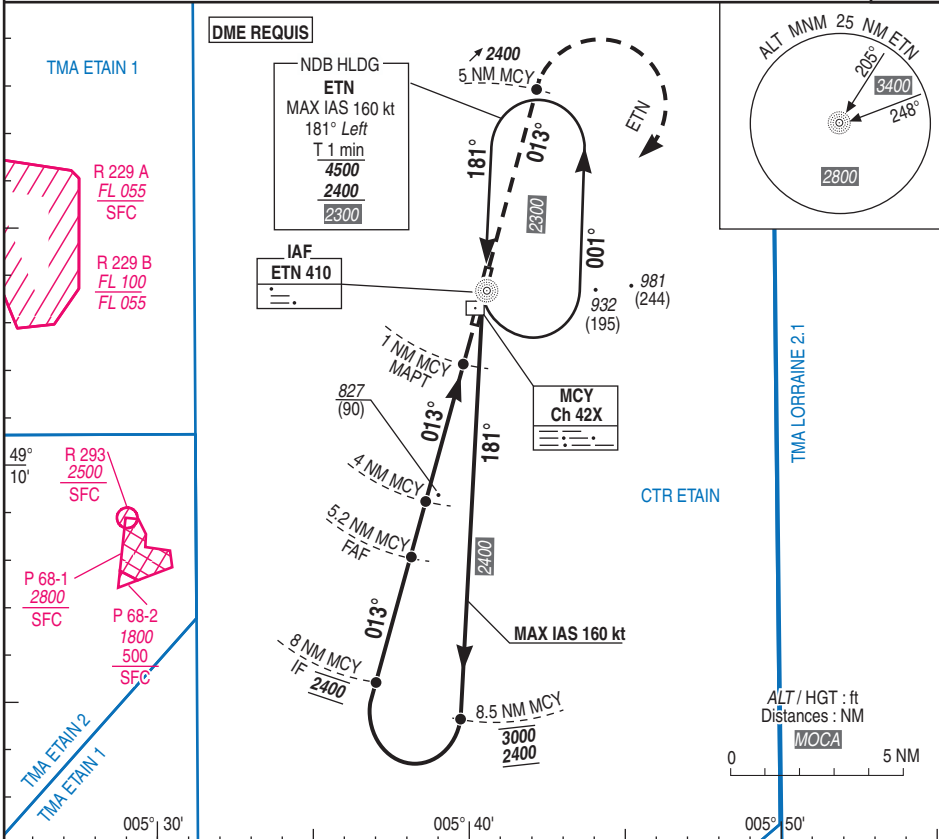 DME REQUIS
TMA ETAIN 1
NDB HLDG
ETN
MAX IAS 160 kt
181° Left
T 1 min
4500
2400
2300
2400
5 NM MCY
ETN
ALT MNM 25 NM ETN
205°
3400
248°
2800
181°
013°
2300
001°
R 229 A
FL 055
SFC
R 229 B
FL 100
FL 055
IAF
ETN 410
981
(244)
932
(195)
1 NM MCY
MAPT
MCY
Ch 42X
827
(90)
013°
181°
TMA LORRAINE 2.1
49°
10'
R 293
2500
SFC
4 NM MCY
CTR ETAIN
5.2 NM MCY
FAF
2400
P 68-1
2800
SFC
P 68-2
1800
500
SFC
013°
MAX IAS 160 kt
8 NM MCY
IF
2400
8.5 NM MCY
3000
2400
TMA ETAIN 2
TMA ETAIN 1
ALT / HGT : ft
Distances : NM
MOCA
0
5 NM
005° 30'
005° 40'
005° 50'